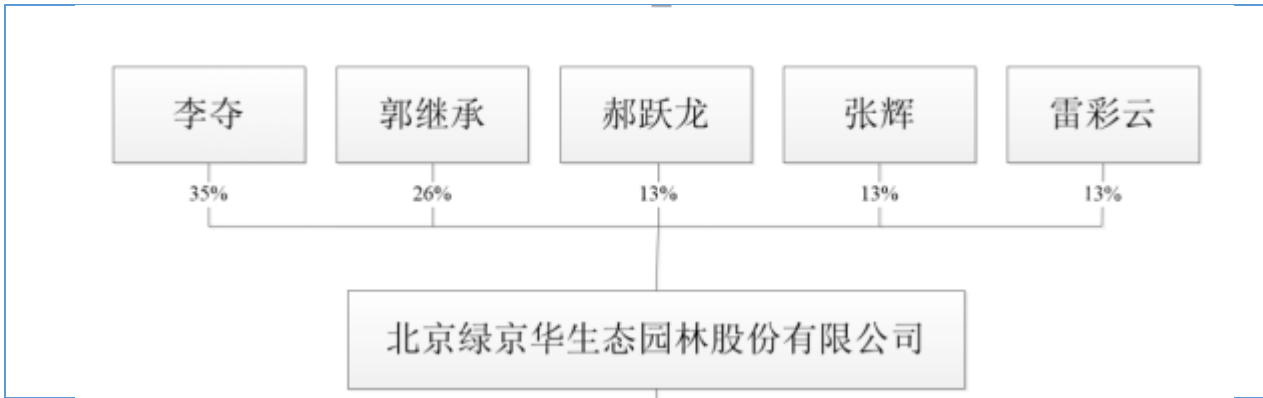 李夺 郭继承 郝跃龙 张辉 雷彩云
35% 26% 13% 13% 13%
北京绿京华生态园林股份有限公司